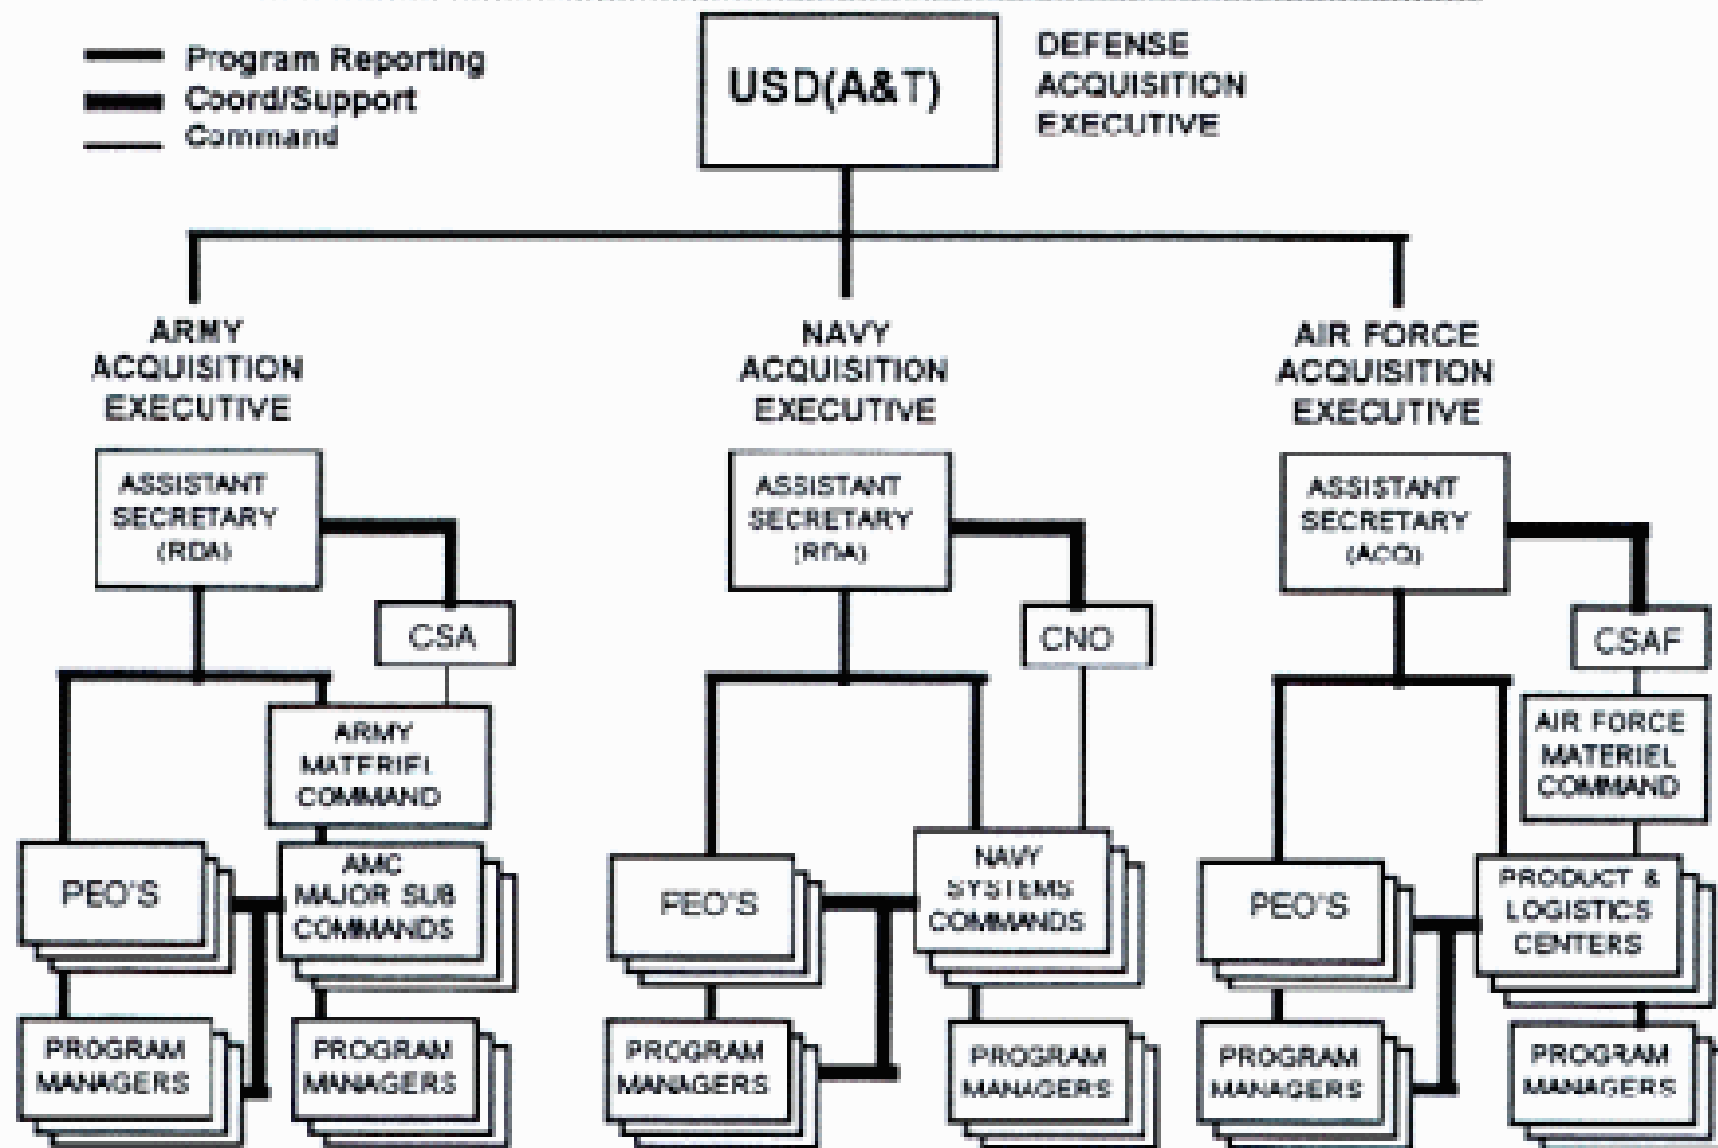 Program Reporting
Coord/Support
Command
USD(A&T)
DEFENSE
ACQUISITION
EXECUTIVE
ARMY
ACQUISITION
EXECUTIVE
NAVY
ACQUISITION
EXECUTIVE
AIR FORCE
ACQUISITION
EXECUTIVE
ASSISTANT
SECRETARY
(RDA)
ASSISTANT
SECRETARY
(RDA)
ASSISTANT
SECRETARY
(ACQ)
CSA
CNO
CSAF
ARMY
MATERIEL
COMMAND
AIR FORCE
MATERIEL
COMMAND
PEO'S
AMC
MAJOR SUB
COMMANDS
PEO'S
NAVY
SYSTEMS
COMMANDS
PEO'S
PRODUCT &
LOGISTICS
CENTERS
PROGRAM
MANAGERS
PROGRAM
MANAGERS
PROGRAM
MANAGERS
PROGRAM
MANAGERS
PROGRAM
MANAGERS
PROGRAM
MANAGERS